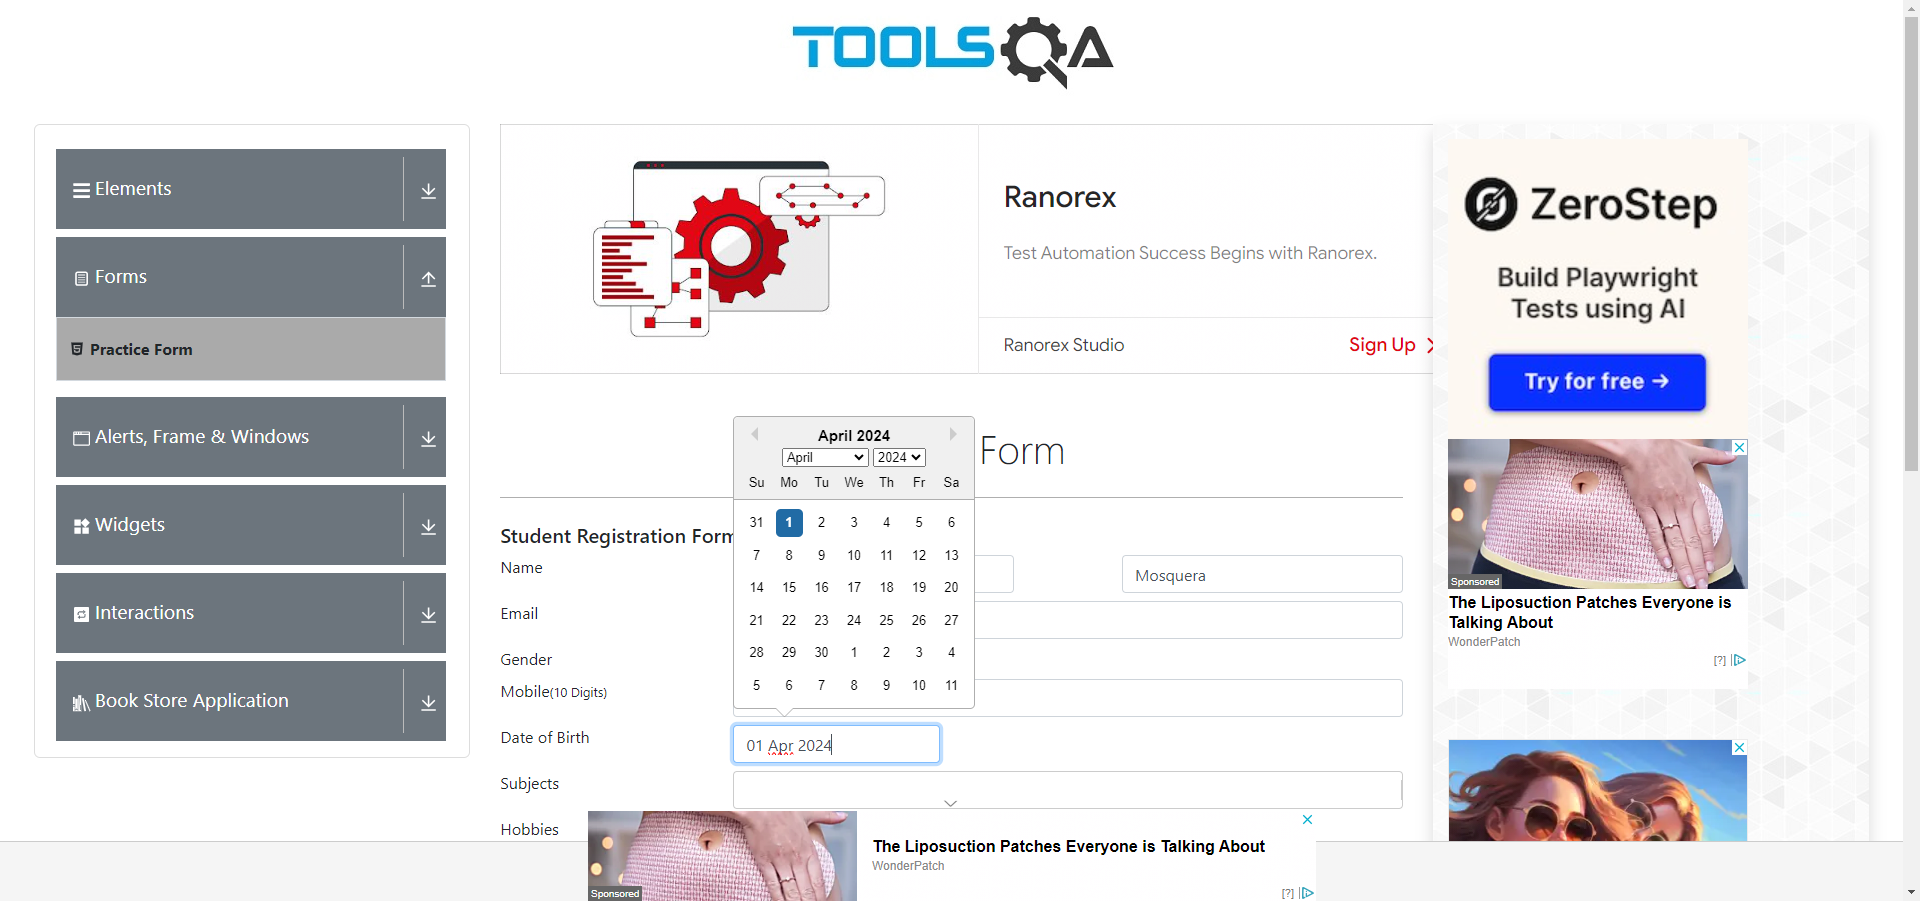 TOOLSQA
Elements
Forms
Practice Form
Alerts, Frame & Windows
Widgets
Interactions
Book Store Application
Ranorex
Test Automation Success Begins with Ranorex.
Ranorex Studio
Sign Up
Form
April 2024
April 2024
Su Mo Tu We Th Fr Sa
31 1 2 3 4 5 6
7 8 9 10 11 12 13
14 15 16 17 18 19 20
21 22 23 24 25 26 27
28 29 30 1 2 3 4
5 6 7 8 9 10 11
Student Registration Form
Name
Mosquera
Email
Gender
Mobile(10 Digits)
Date of Birth
01 Apr 2024
Subjects
Hobbies
ZeroStep
Build Playwright
Tests using AI
Try for free →
Sponsored
The Liposuction Patches Everyone is
Talking About
WonderPatch
[?]
Sponsored
The Liposuction Patches Everyone is Talking About
WonderPatch
[?]